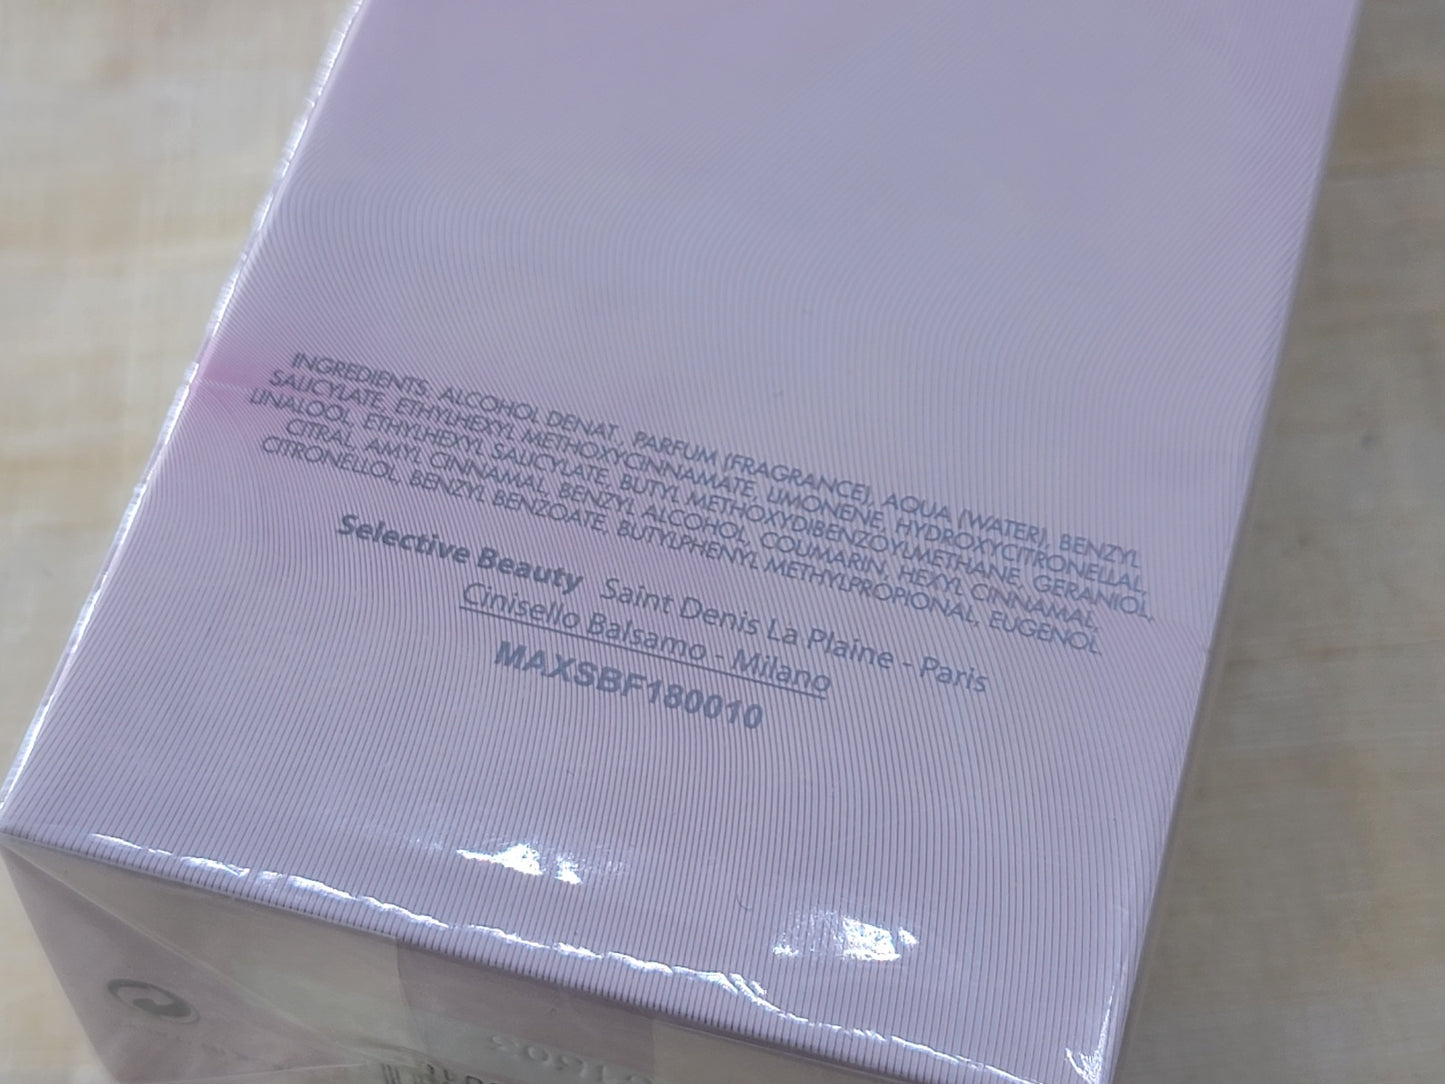 INGREDIENTS, ALCOHOL DENAT., PARFUM (FRAGRANCE), AQUA (WATER), BENZYL
SALICYLATE, ETHYLHEXYL METHOXYCINNAMATE, LIMONENE, HYDROXYCITRONELLAL,
LINALOOL, ETHYLHEXYL SALICYLATE, BUTYL METHOXYDIBENZOYLMETHANE, GERANIOL,
CITRAL, AMYL CINNAMAL, BENZYL ALCOHOL, COUMARIN, HEXYL CINNAMAL,
CITRONELLOL, BENZYL BENZOATE, BUTYLPHENYL METHYLPROPIONAL, EUGENOL
Selective Beauty Saint Denis La Plaine - Paris
Cinisello Balsamo - Milano
MAXSBF180010